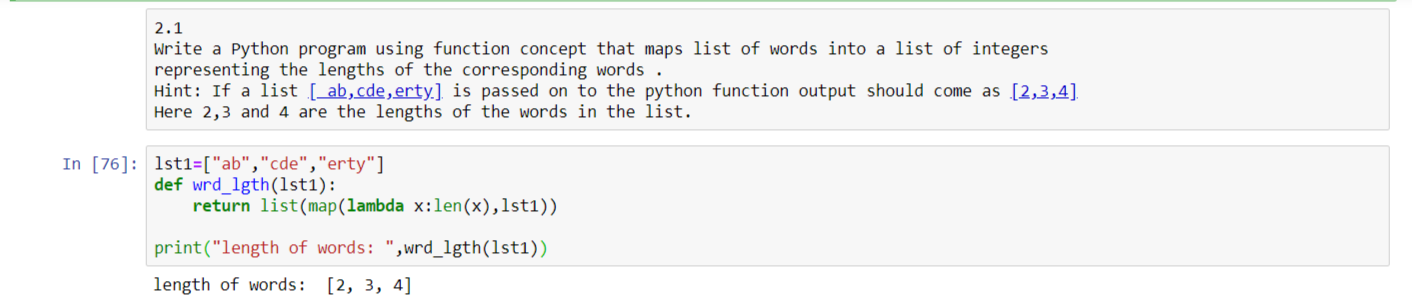 2.1
Write a Python program using function concept that maps list of words into a list of integers
representing the lengths of the corresponding words .
Hint: If a list [ ab,cde,erty] is passed on to the python function output should come as [2,3,4]
Here 2,3 and 4 are the lengths of the words in the list.
In [76]: lst1=["ab","cde","erty"]
def wrd_lgth(lst1):
    return list(map(lambda x:len(x),lst1))
print("length of words: ",wrd_lgth(lst1))
length of words:  [2, 3, 4]